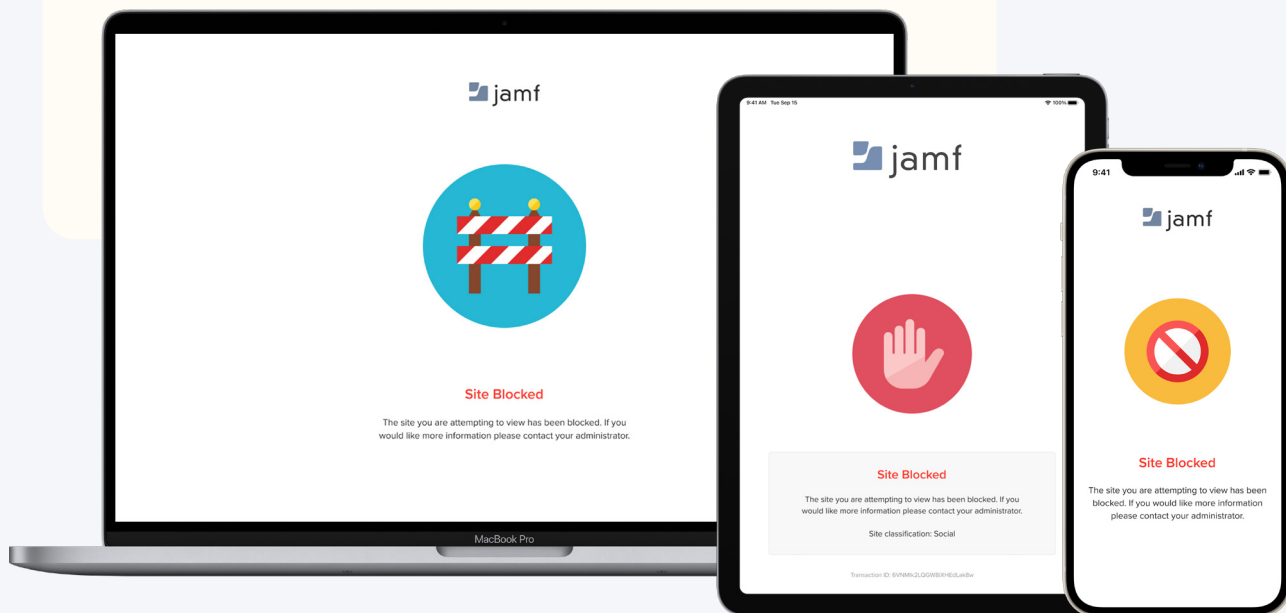 jamf
Site Blocked
The site you are attempting to view has been blocked. If you
would like more information please contact your administrator.
MacBook Pro
9:41 AM Tue Sep 15
100%
jamf
Site Blocked
The site you are attempting to view has been blocked. If you
would like more information please contact your administrator.
Site classification: Social
Transaction ID:
9:41
jamf
Site Blocked
The site you are attempting to view has been
blocked. If you would like more information
please contact your administrator.